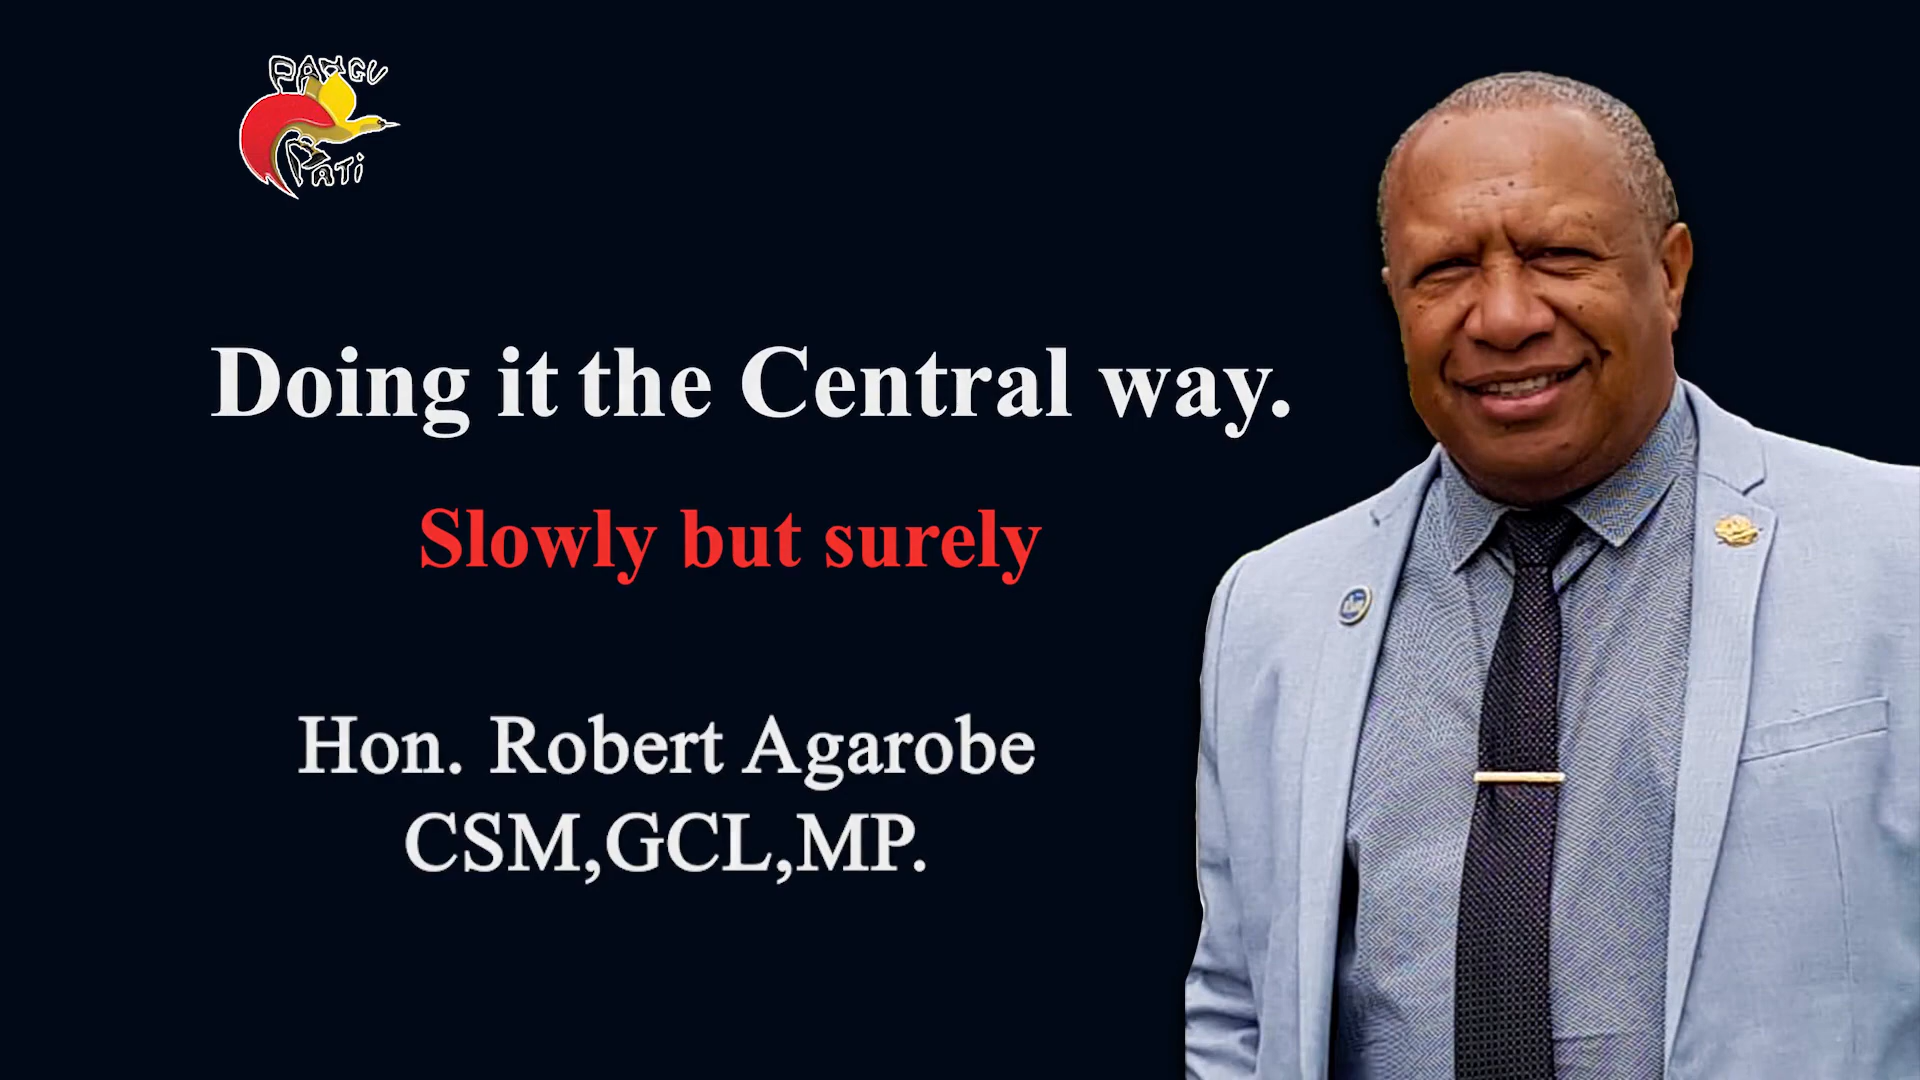 PANGU
PATi
Doing it the Central way.
Slowly but surely
Hon. Robert Agarobe
CSM,GCL,MP.